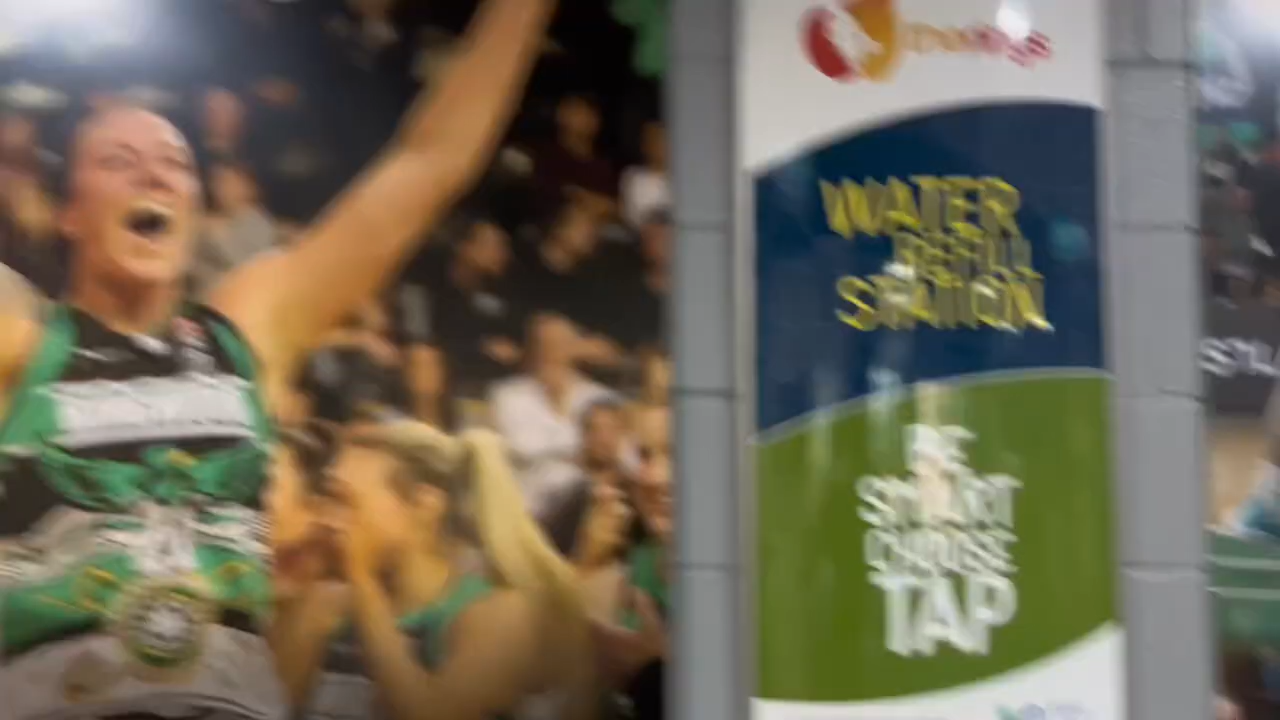 WATER
REFILL
STATION
BE
SMART
CHOOSE
TAP